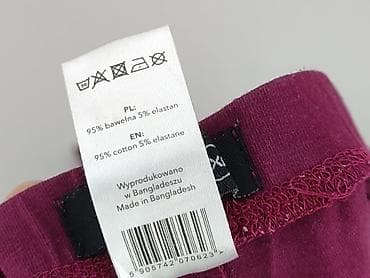 PL:
95% bawełna 5% elastan
EN:
95% cotton 5% elastane
Wyprodukowano
w Bangladeszu
Made in Bangladesh
5 905742 070623